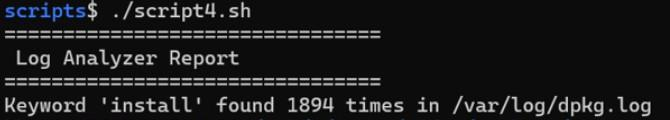 scripts$ ./script4.sh
================================
Log Analyzer Report
================================
Keyword 'install' found 1894 times in /var/log/dpkg.log